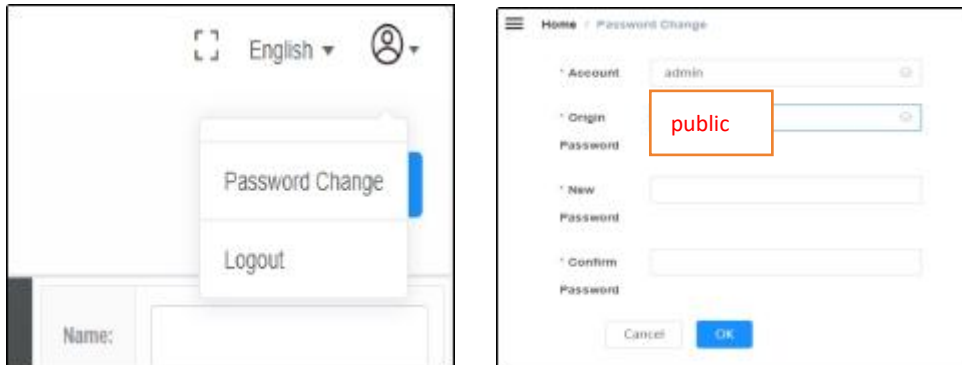 English
Password Change
Logout
Name:
Home / Password Change
* Account
admin
* Origin
Password
public
* New
Password
* Confirm
Password
Cancel
OK